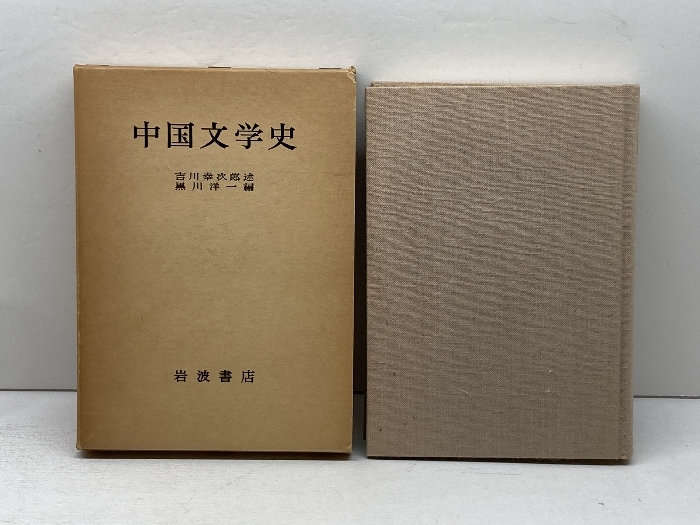 中国文学史
吉川幸次郎述
黒川洋一編
岩波書店